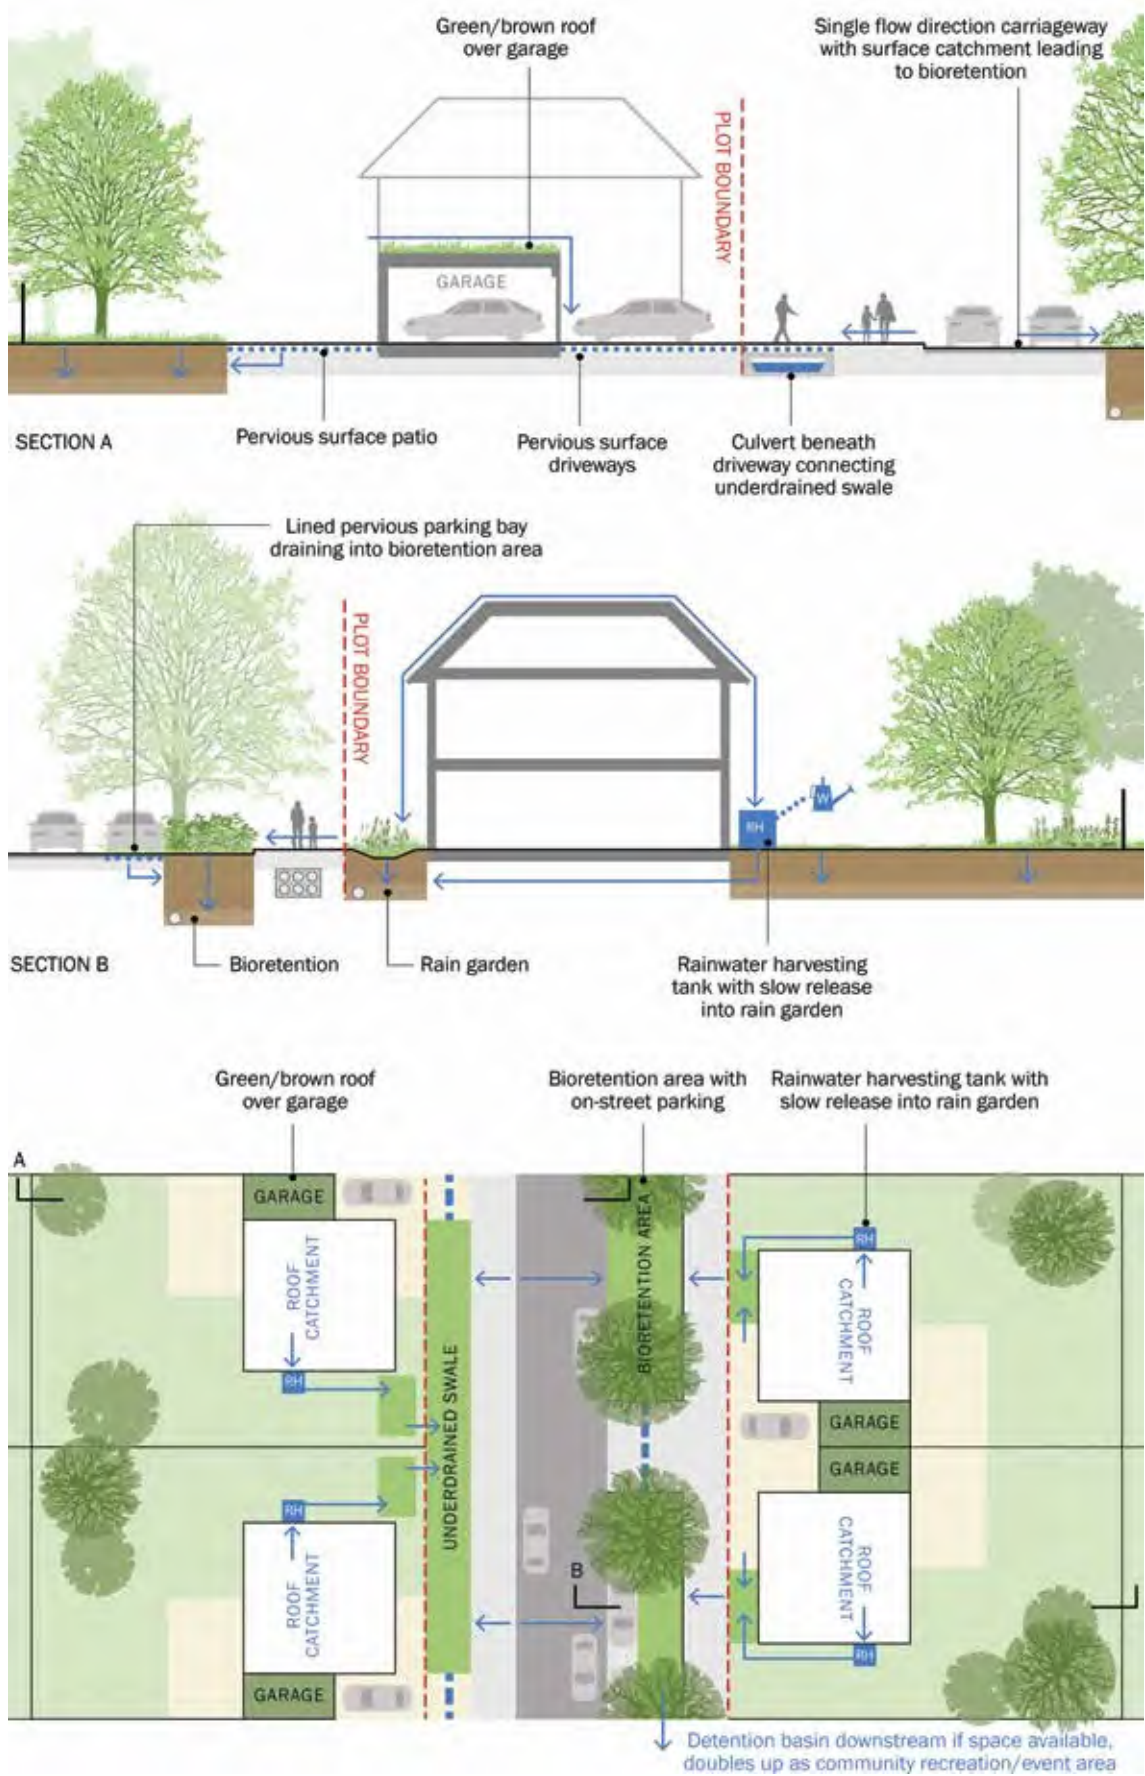 Green/brown roof
over garage
Single flow direction carriageway
with surface catchment leading
to bioretention
PLOT BOUNDARY
GARAGE
SECTION A
Pervious surface patio
Pervious surface
driveways
Culvert beneath
driveway connecting
underdrained swale
Lined pervious parking bay
draining into bioretention area
PLOT BOUNDARY
W
RH
SECTION B
Bioretention
Rain garden
Rainwater harvesting
tank with slow release
into rain garden
Green/brown roof
over garage
Bioretention area with
on-street parking
Rainwater harvesting tank with
slow release into rain garden
A
GARAGE
BIORETENTION AREA
RH
ROOF
CATCHMENT
ROOF
CATCHMENT
RH
UNDERDRAINED SWALE
GARAGE
GARAGE
RH
ROOF
CATCHMENT
B
ROOF
CATCHMENT
RH
GARAGE
Detention basin downstream if space available,
doubles up as community recreation/event area